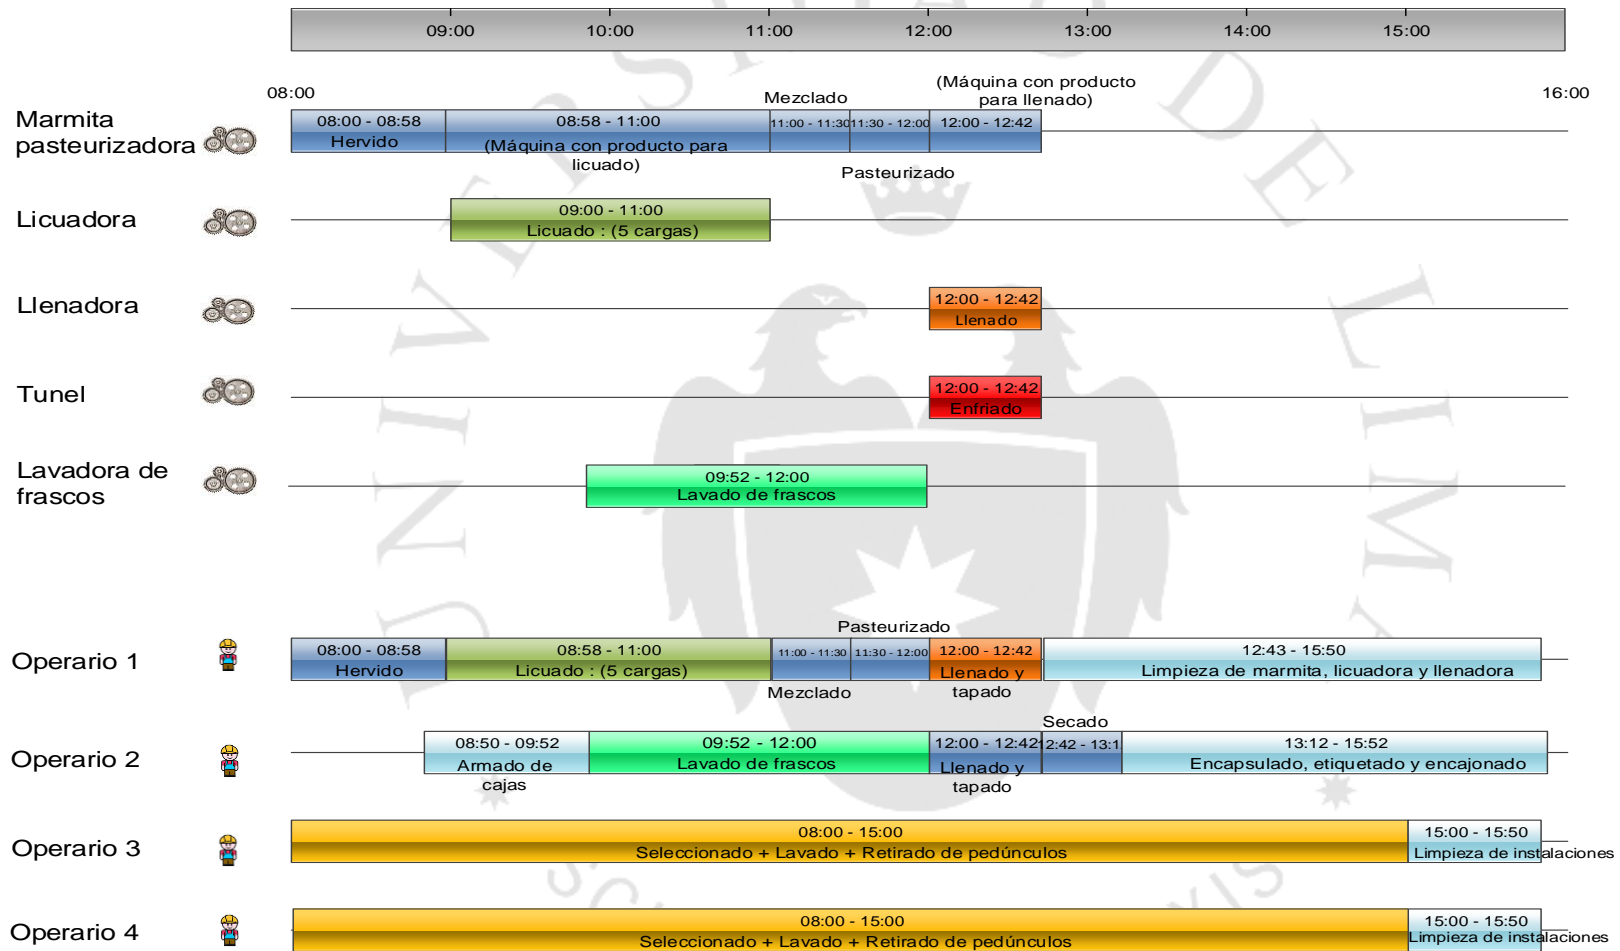 09:00 10:00 11:00 12:00 13:00 14:00 15:00
08:00
16:00
Marmita
pasteurizadora
08:00 - 08:58
Hervido
08:58 - 11:00
(Máquina con producto para
licuado)
Mezclado
11:00 - 11:30
11:30 - 12:00
Pasteurizado
(Máquina con producto
para llenado)
12:00 - 12:42
Licuadora
09:00 - 11:00
Licuado : (5 cargas)
Llenadora
12:00 - 12:42
Llenado
Tunel
12:00 - 12:42
Enfriado
Lavadora de
frascos
09:52 - 12:00
Lavado de frascos
Operario 1
08:00 - 08:58
Hervido
08:58 - 11:00
Licuado : (5 cargas)
11:00 - 11:30
Mezclado
Pasteurizado
11:30 - 12:00
12:00 - 12:42
Llenado y
tapado
12:43 - 15:50
Limpieza de marmita, licuadora y llenadora
Operario 2
08:50 - 09:52
Armado de
cajas
09:52 - 12:00
Lavado de frascos
12:00 - 12:42
Llenado y
tapado
Secado
12:42 - 13:1
13:12 - 15:52
Encapsulado, etiquetado y encajonado
Operario 3
08:00 - 15:00
Seleccionado + Lavado + Retirado de pedúnculos
15:00 - 15:50
Limpieza de instalaciones
Operario 4
08:00 - 15:00
Seleccionado + Lavado + Retirado de pedúnculos
15:00 - 15:50
Limpieza de instalaciones
UNIVERSITAS DE LIMA